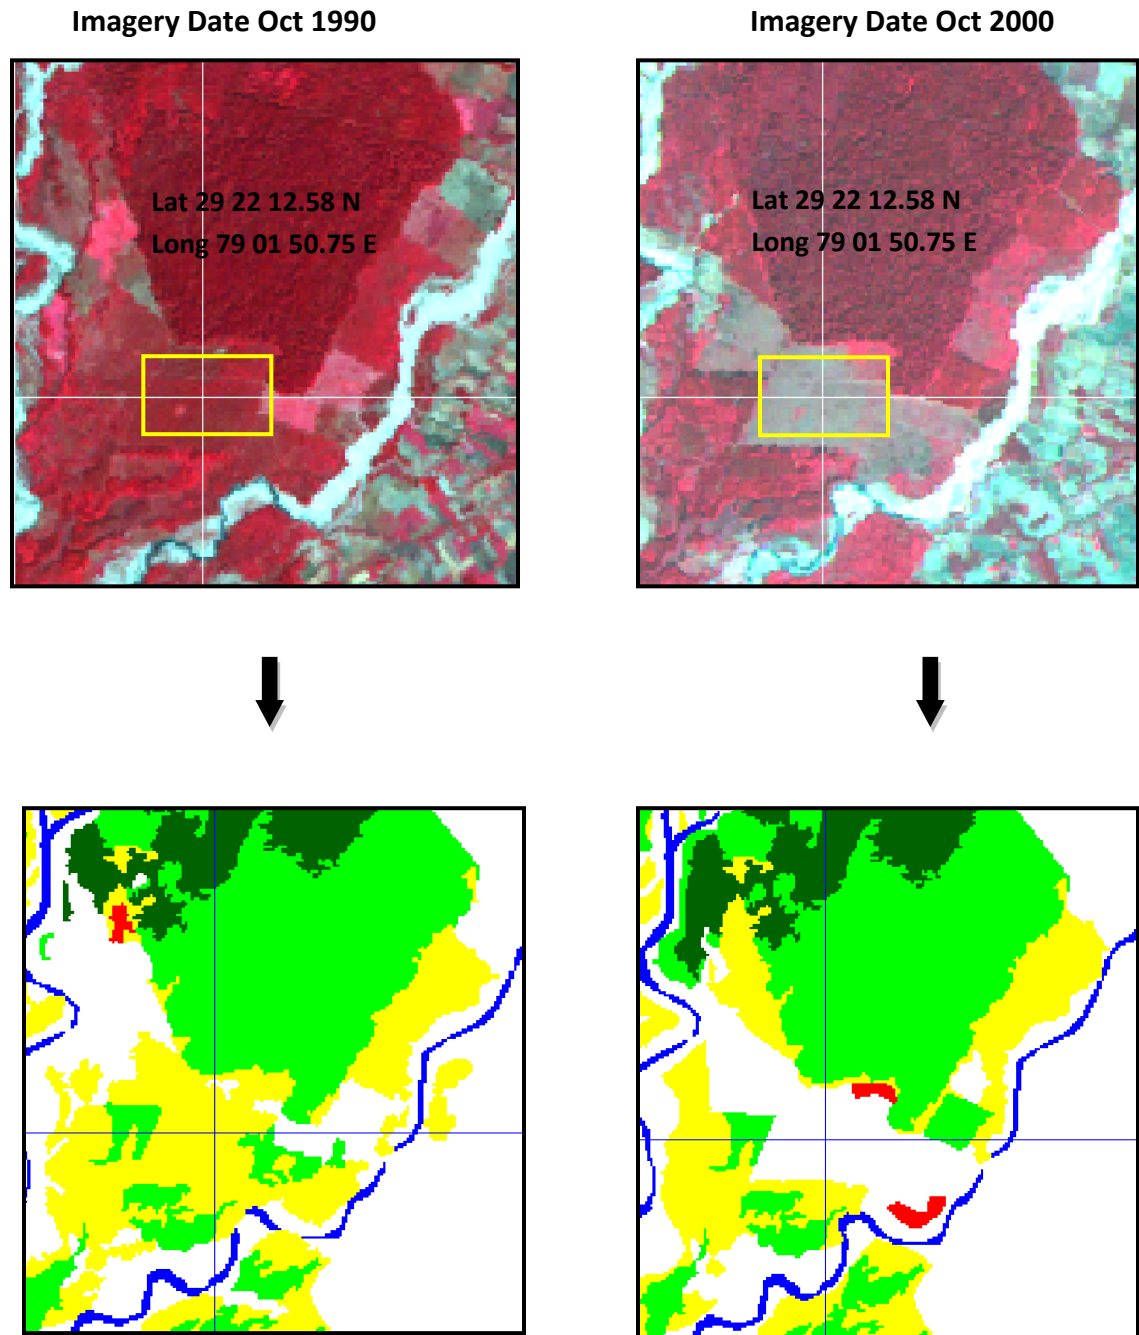 Imagery Date Oct 1990
Imagery Date Oct 2000
Lat 29 22 12.58 N
Long 79 01 50.75 E
Lat 29 22 12.58 N
Long 79 01 50.75 E